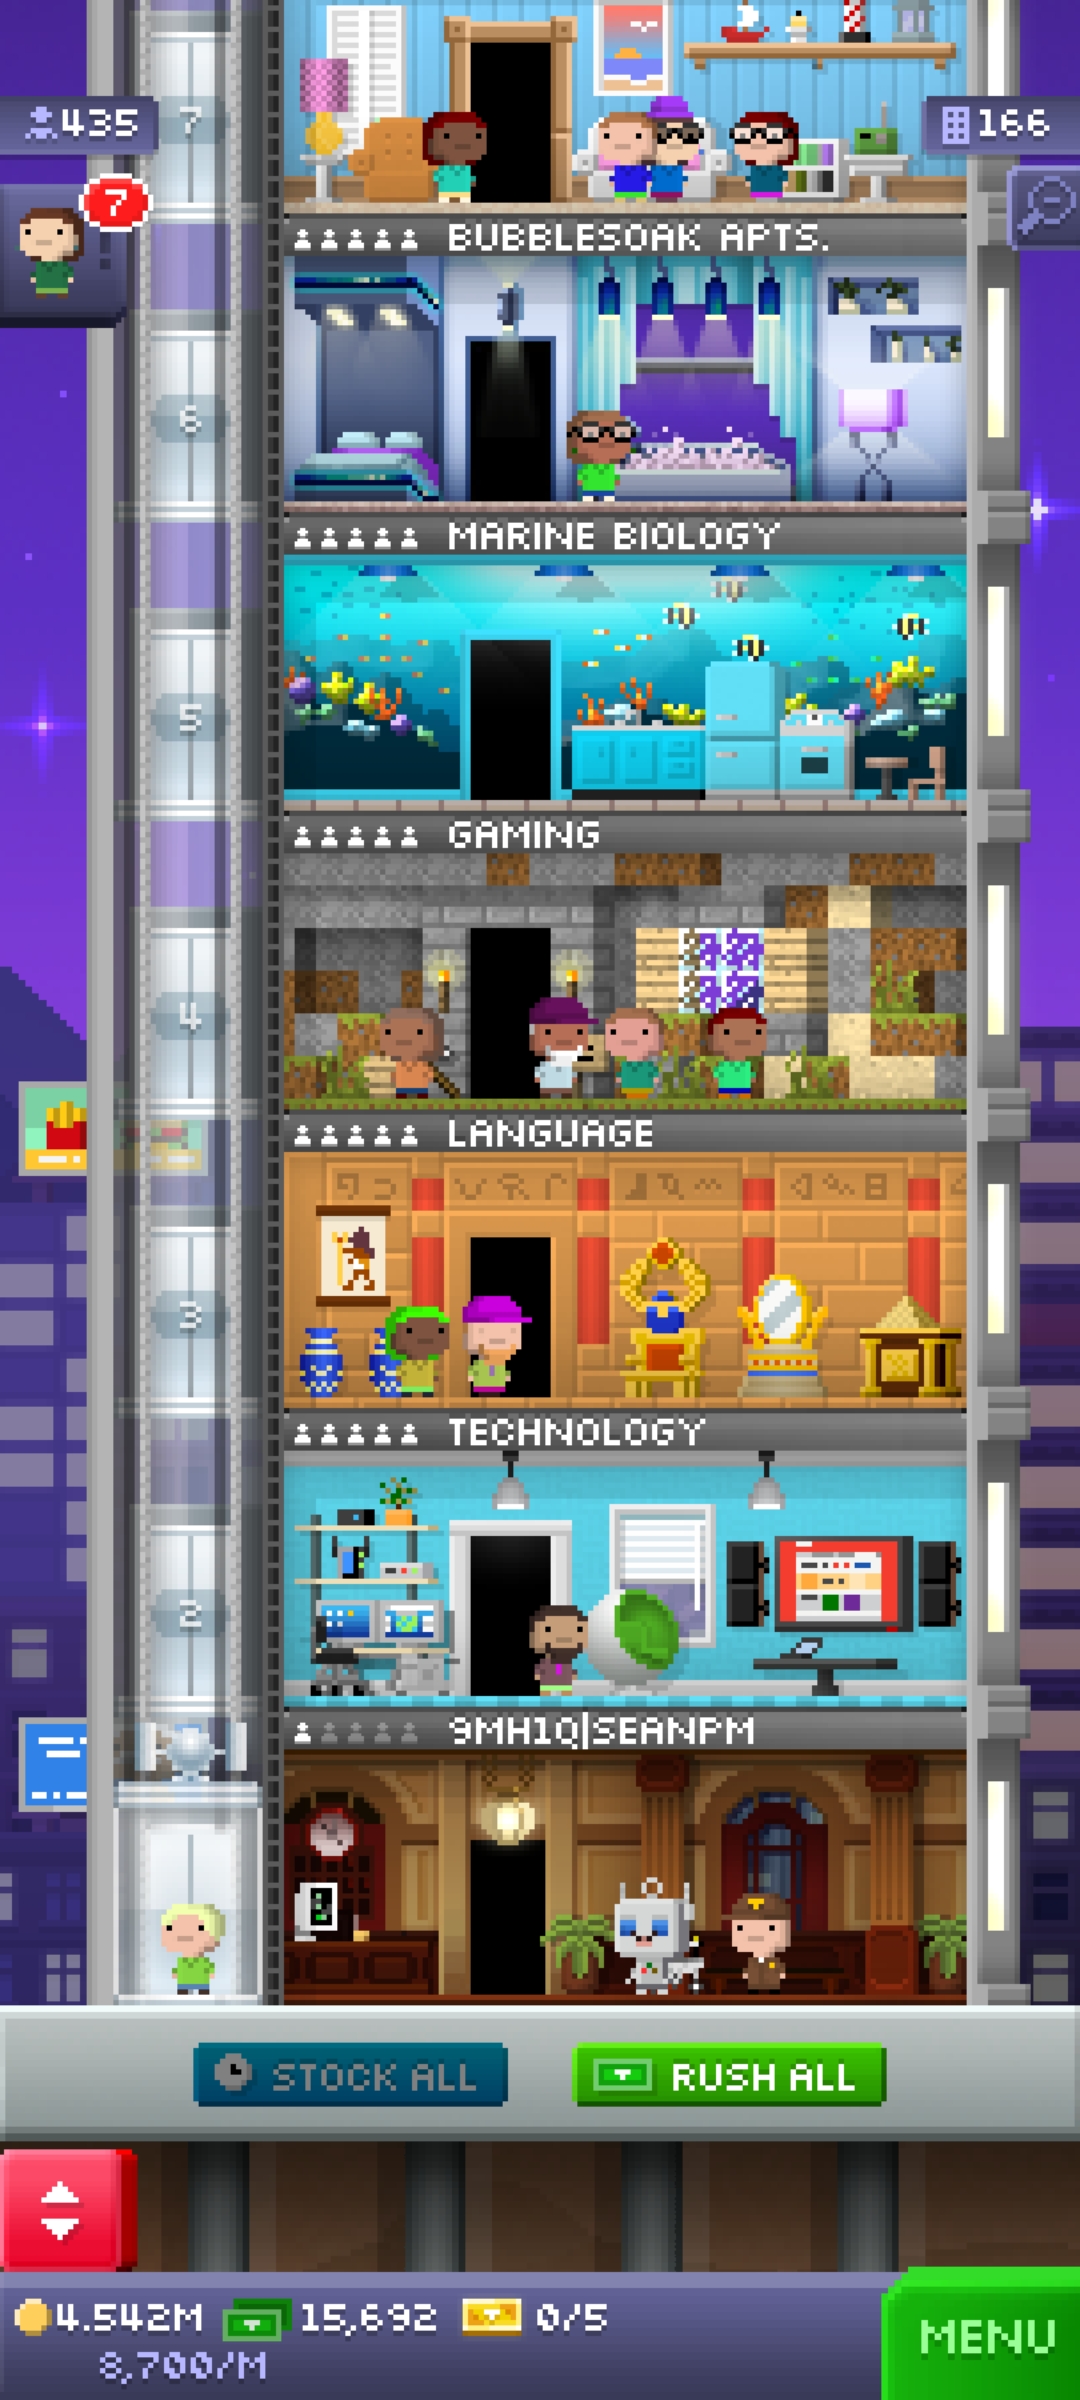 7
435
166
7
BUBBLESOAK APTS.
6
MARINE BIOLOGY
5
GAMING
4
LANGUAGE
3
TECHNOLOGY
2
9MH1Q|SEANPM
STOCK ALL
RUSH ALL
4.542M
15,692
0/5
8,700/M
MENU